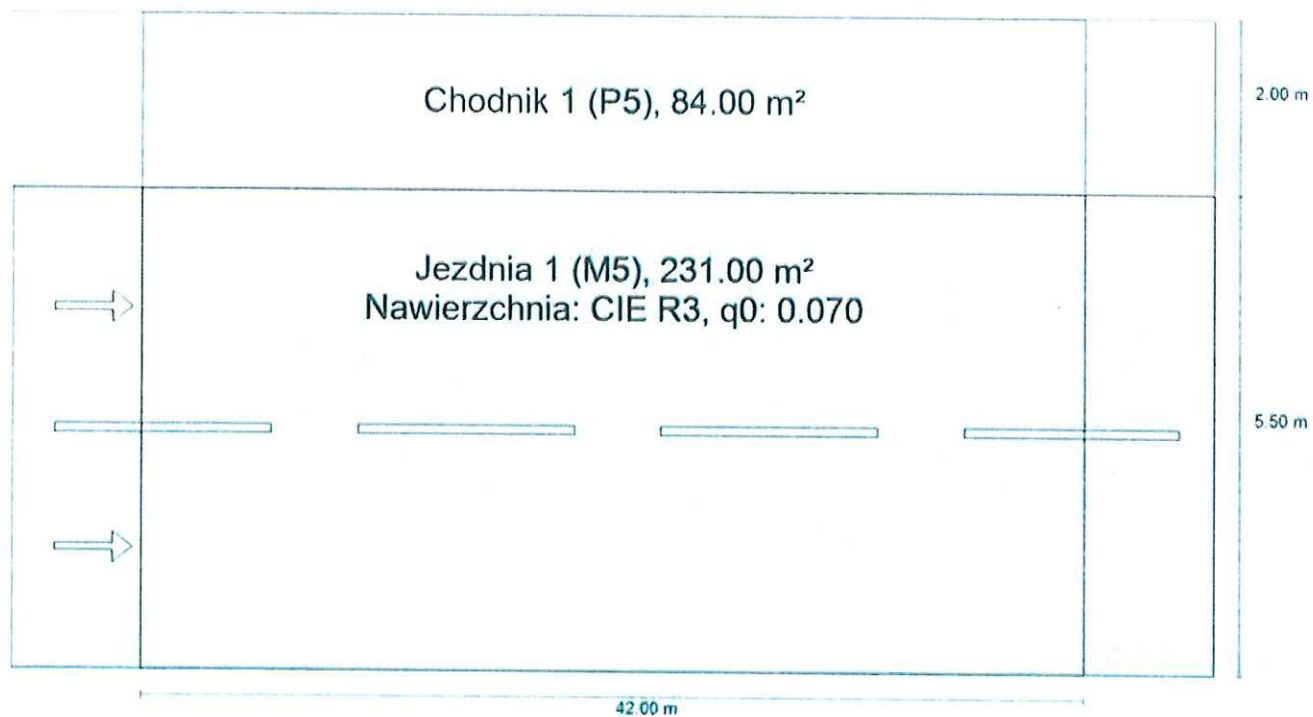 Chodnik 1 (P5), 84.00 m²
2.00 m
Jezdnia 1 (M5), 231.00 m²
Nawierzchnia: CIE R3, q0: 0.070
5.50 m
42.00 m